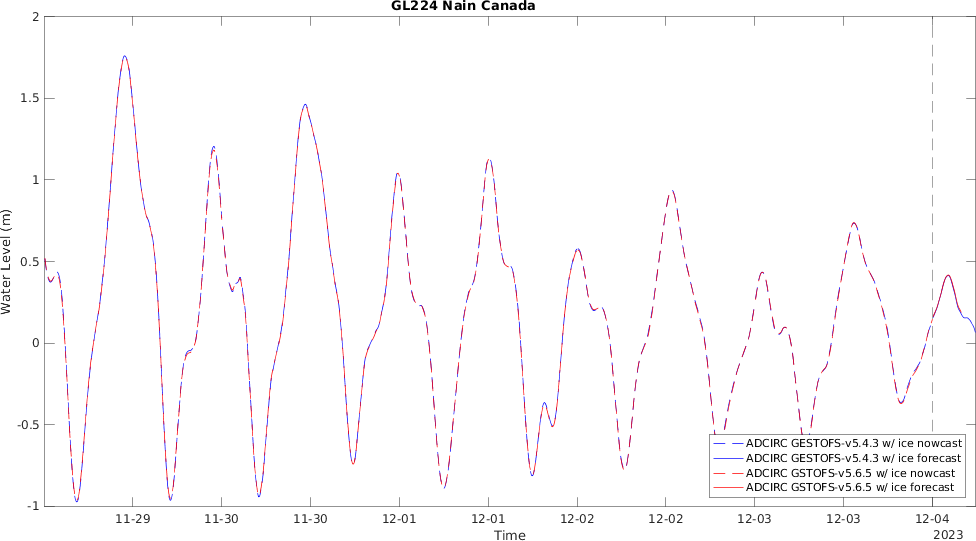 GL224 Nain Canada
2
1.5
1
0.5
0
-0.5
-1
Water Level (m)
11-29
11-30
11-30
12-01
12-01
12-02
12-02
12-03
12-03
12-04
2023
Time
ADCIRC GESTOFS-v5.4.3 w/ ice nowcast
ADCIRC GESTOFS-v5.4.3 w/ ice forecast
ADCIRC GSTOFS-v5.6.5 w/ ice nowcast
ADCIRC GSTOFS-v5.6.5 w/ ice forecast